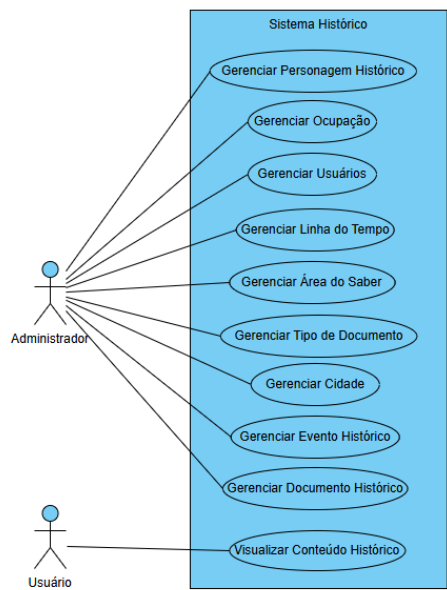 Sistema Histórico
Gerenciar Personagem Histórico
Gerenciar Ocupação
Gerenciar Usuários
Gerenciar Linha do Tempo
Gerenciar Área do Saber
Administrador
Gerenciar Tipo de Documento
Gerenciar Cidade
Gerenciar Evento Histórico
Gerenciar Documento Histórico
Visualizar Conteúdo Histórico
Usuário